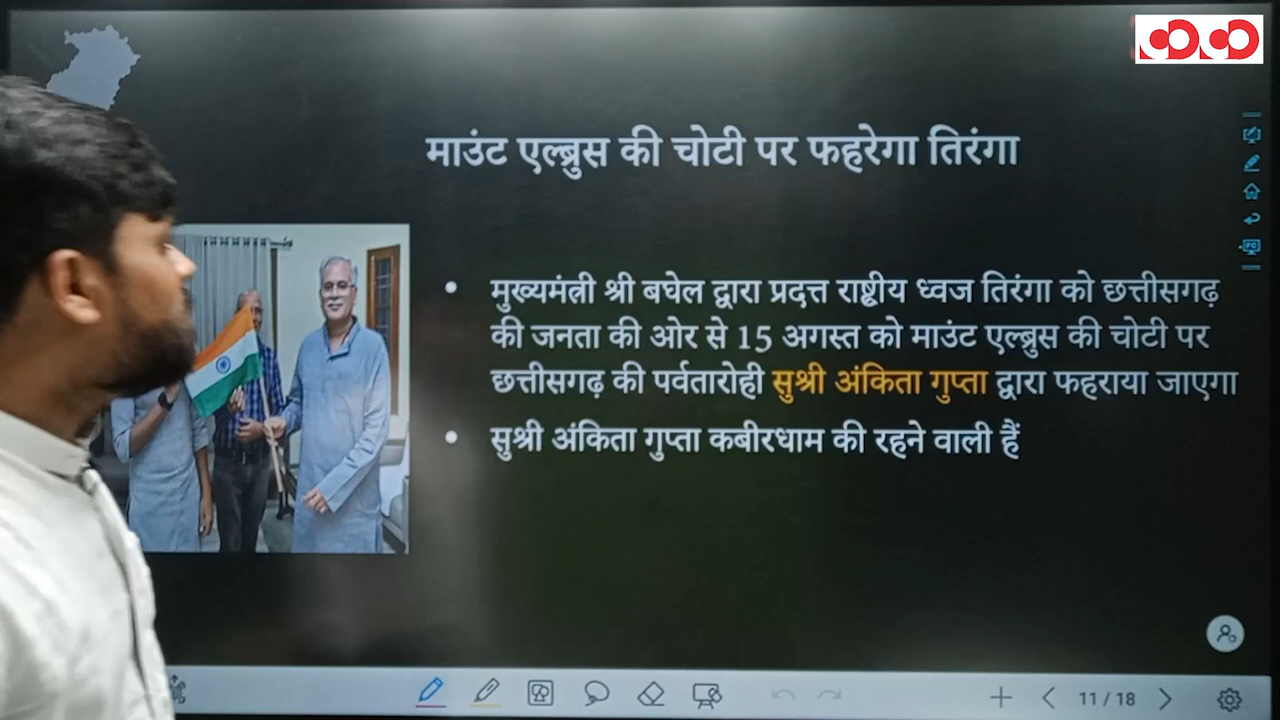 माउंट एल्ब्रुस की चोटी पर फहरेगा तिरंगा
• मुख्यमंत्री श्री बघेल द्वारा प्रदत्त राष्ट्रीय ध्वज तिरंगा को छत्तीसगढ़
की जनता की ओर से 15 अगस्त को माउंट एल्ब्रुस की चोटी पर
छत्तीसगढ़ की पर्वतारोही सुश्री अंकिता गुप्ता द्वारा फहराया जाएगा
• सुश्री अंकिता गुप्ता कबीरधाम की रहने वाली हैं
11 / 18